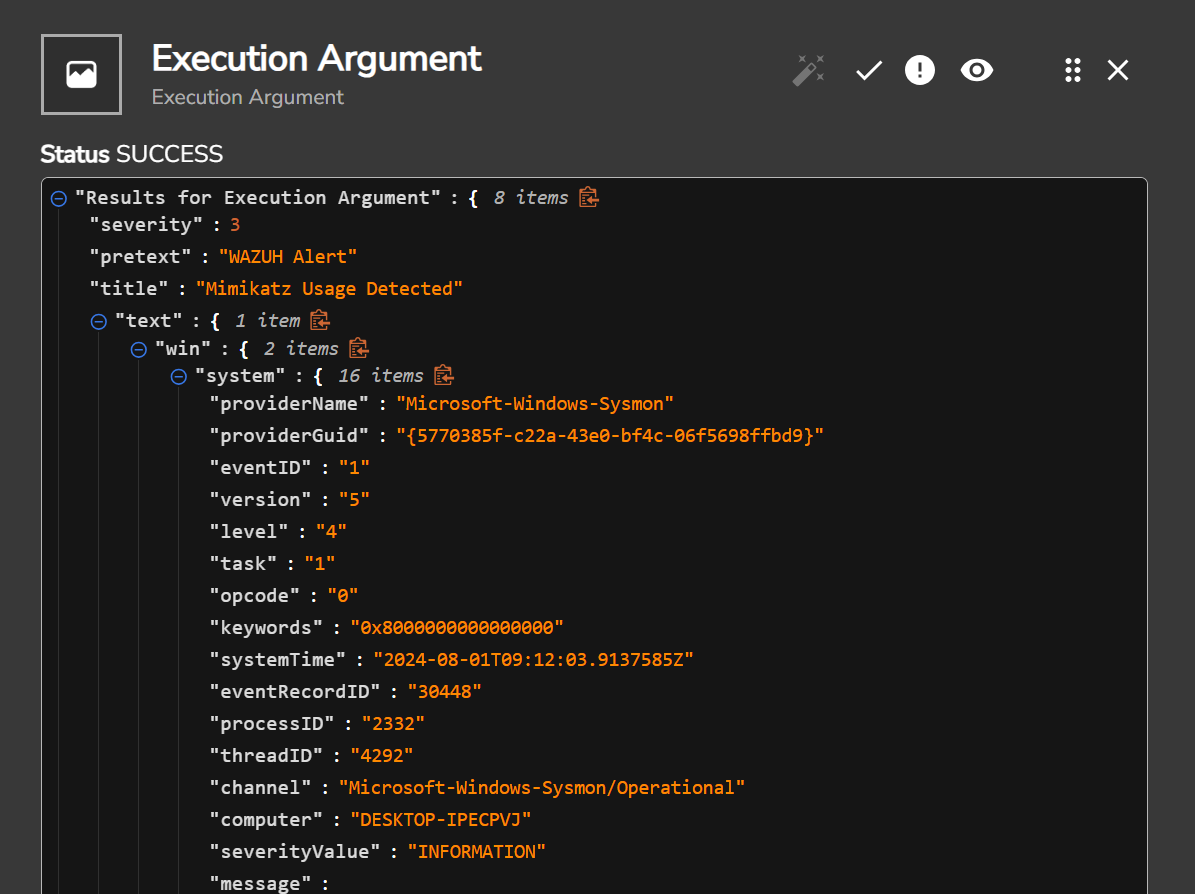 Execution Argument
Execution Argument
Status SUCCESS
"Results for Execution Argument" : { 8 items
"severity" : 3
"pretext" : "WAZUH Alert"
"title" : "Mimikatz Usage Detected"
"text" : { 1 item
"win" : { 2 items
"system" : { 16 items
"providerName" : "Microsoft-Windows-Sysmon"
"providerGuid" : "{5770385f-c22a-43e0-bf4c-06f5698ffbd9}"
"eventID" : "1"
"version" : "5"
"level" : "4"
"task" : "1"
"opcode" : "0"
"keywords" : "0x8000000000000000"
"systemTime" : "2024-08-01T09:12:03.9137585Z"
"eventRecordID" : "30448"
"processID" : "2332"
"threadID" : "4292"
"channel" : "Microsoft-Windows-Sysmon/Operational"
"computer" : "DESKTOP-IPECPVJ"
"severityValue" : "INFORMATION"
"message" :